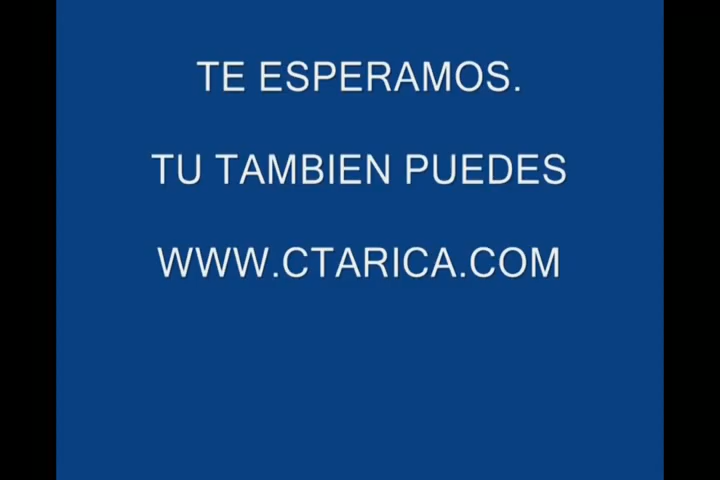 TE ESPERAMOS.
TU TAMBIEN PUEDES
WWW.CTARICA.COM